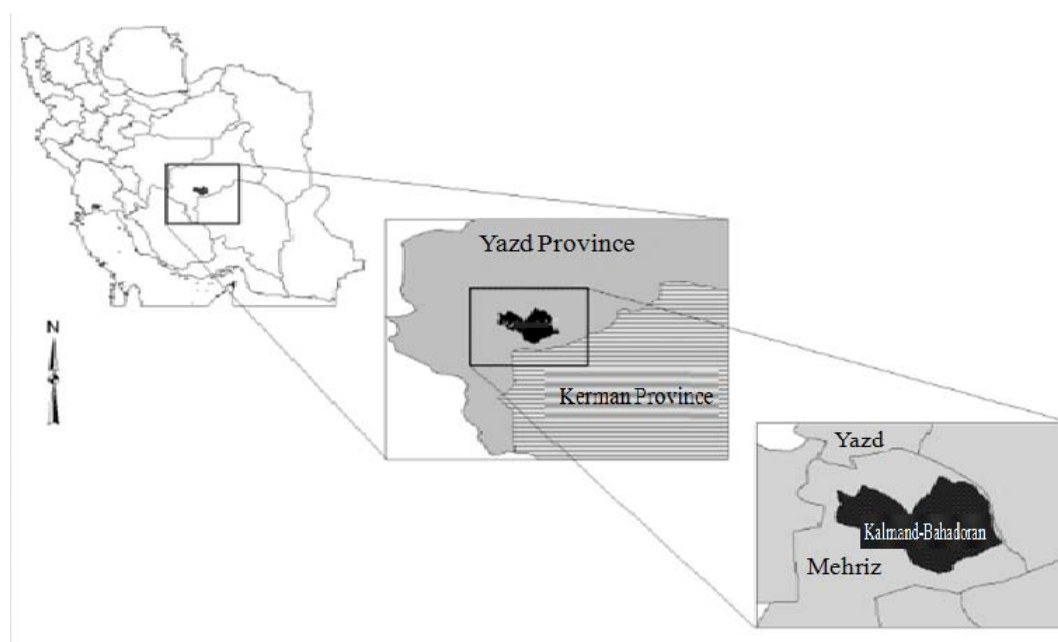 Yazd Province
N
Kerman Province
Yazd
Kalmand-Bahadoran
Mehriz